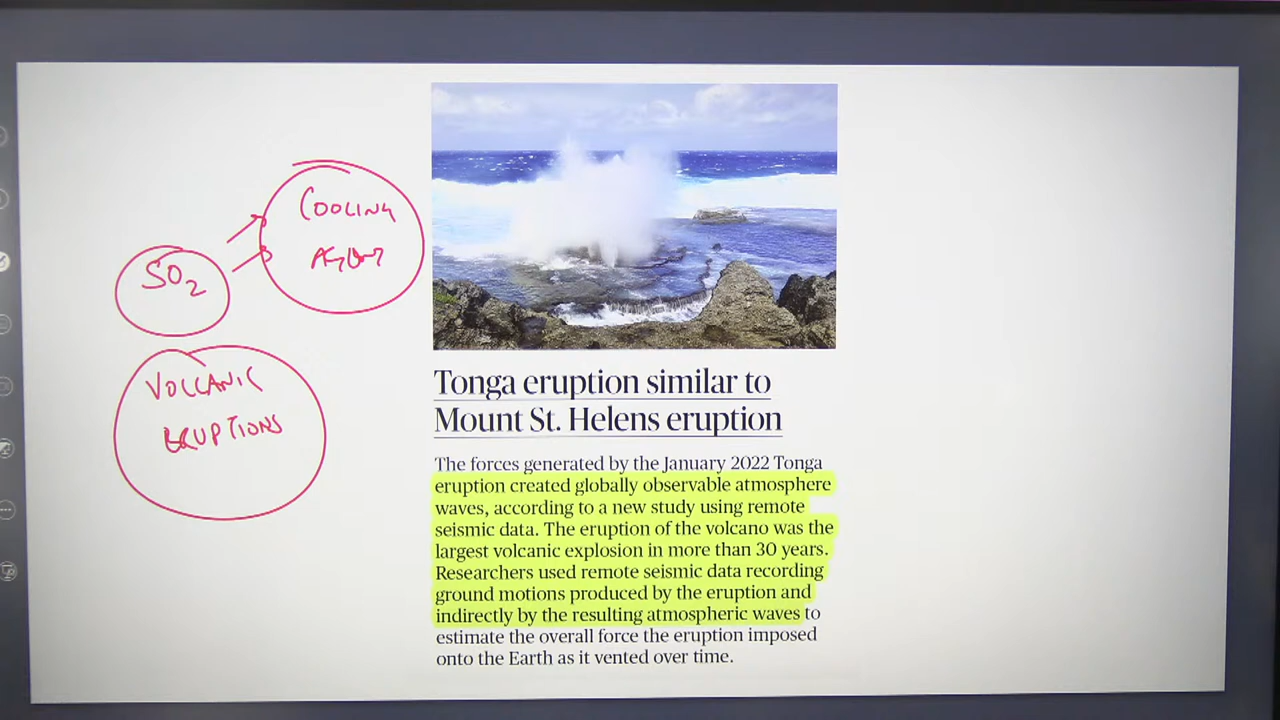 COOLING
SO2
VOLCANIC
ERUPTIONS
Tonga eruption similar to
Mount St. Helens eruption
The forces generated by the January 2022 Tonga
eruption created globally observable atmosphere
waves, according to a new study using remote
seismic data. The eruption of the volcano was the
largest volcanic explosion in more than 30 years.
Researchers used remote seismic data recording
ground motions produced by the eruption and
indirectly by the resulting atmospheric waves to
estimate the overall force the eruption imposed
onto the Earth as it vented over time.